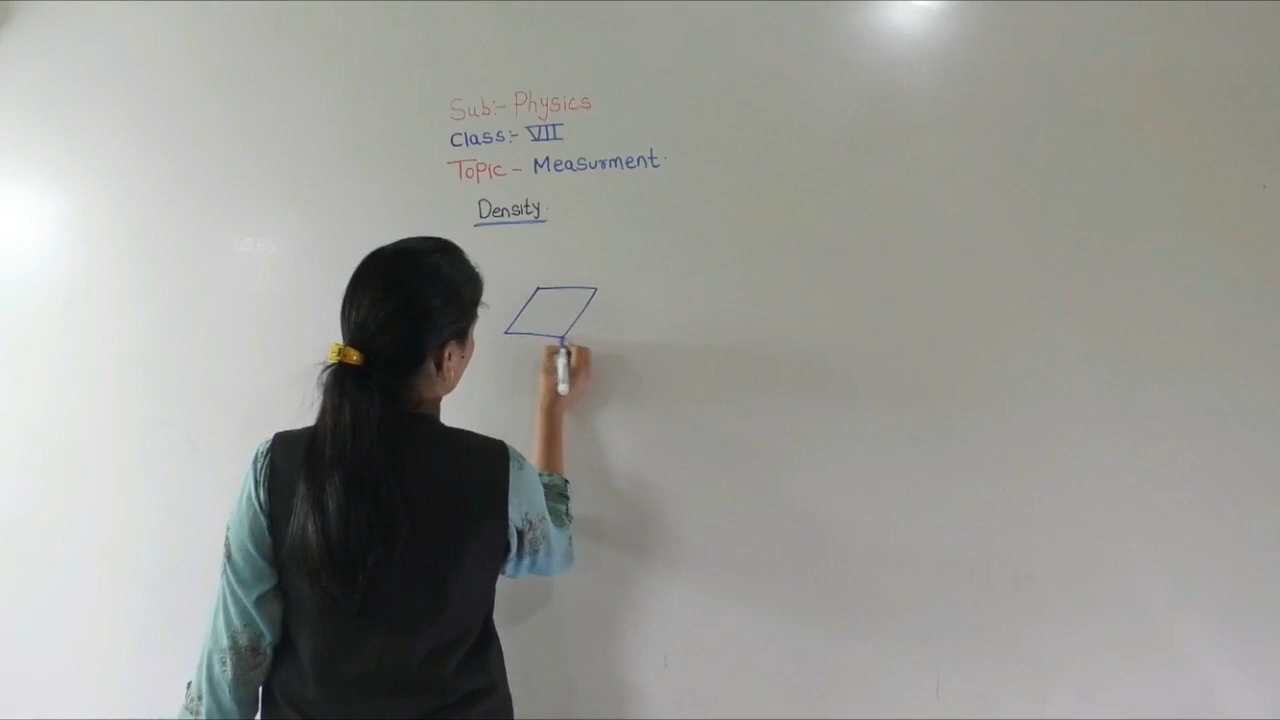 Sub:- Physics
Class:- VII
Topic - Measurment.
Density.